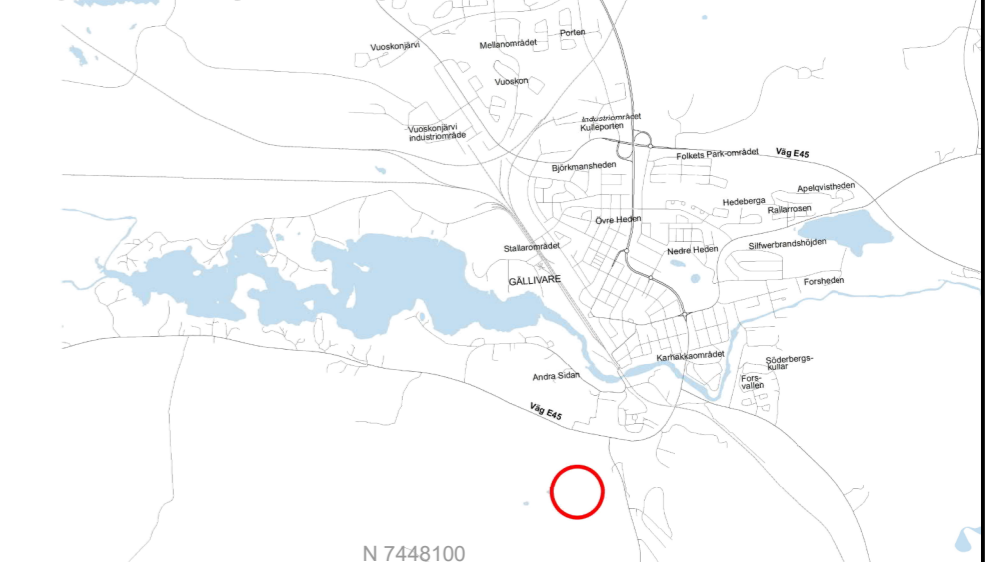 Porten
Vuoskonjärvi
Mellanområdet
Vuoskon
Industriområdet
Kulleporten
Vuoskonjärvi
industriområde
Folkets Park-området
Väg E45
Björkmansheden
Apelqvistheden
Hedeberga
Rallarrosen
Övre Heden
Stallarområdet
Nedre Heden
Silfwerbrandshöjden
GÄLLIVARE
Forsheden
Karhakkaområdet
Söderbergs-
kullar
Andra Sidan
Fors-
vallen
Väg E45
N 7448100